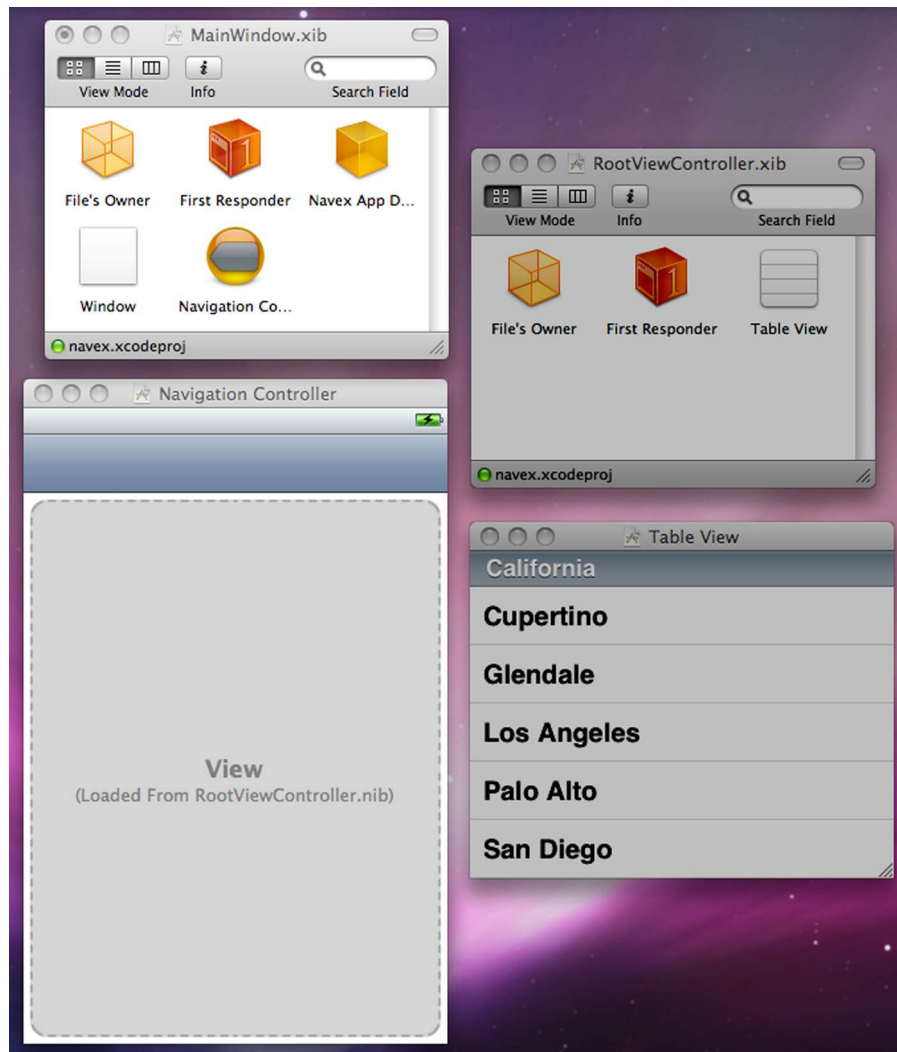 MainWindow.xib
View Mode Info Search Field
File's Owner First Responder Navex App D...
Window Navigation Co...
navex.xcodeproj
RootViewController.xib
View Mode Info Search Field
File's Owner First Responder Table View
navex.xcodeproj
Navigation Controller
View
(Loaded From RootViewController.nib)
Table View
California
Cupertino
Glendale
Los Angeles
Palo Alto
San Diego